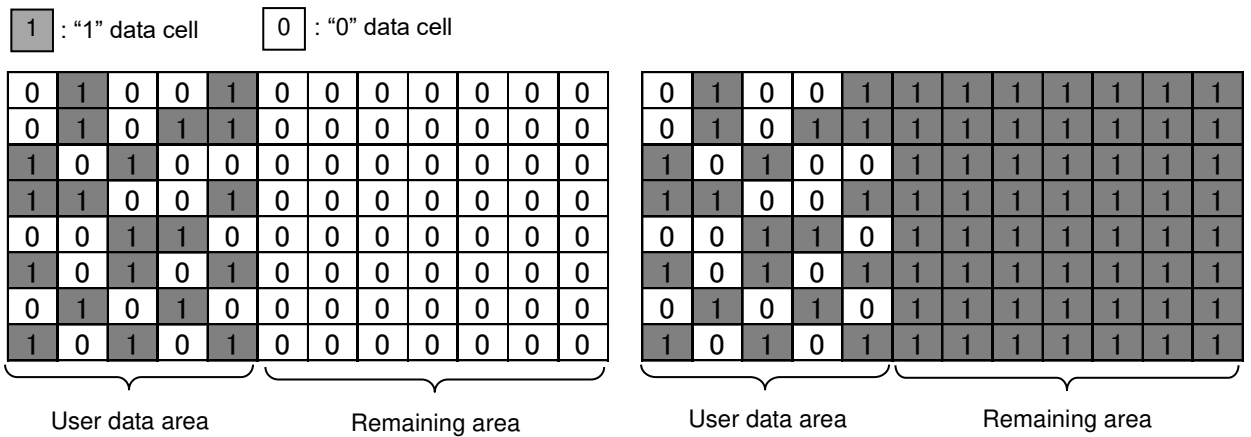 1 : “1” data cell 0 : “0” data cell
0 1 0 0 1 0 0 0 0 0 0 0 0 1 0 0 1 1 1 1 1 1 1 1
0 1 0 1 1 0 0 0 0 0 0 0 0 1 0 1 1 1 1 1 1 1 1 1
1 0 1 0 0 0 0 0 0 0 0 0 1 0 1 0 0 1 1 1 1 1 1 1
1 1 0 0 1 0 0 0 0 0 0 0 1 1 0 0 1 1 1 1 1 1 1 1
0 0 1 1 0 0 0 0 0 0 0 0 0 0 1 1 0 1 1 1 1 1 1 1
1 0 1 0 1 0 0 0 0 0 0 0 1 0 1 0 1 1 1 1 1 1 1 1
0 1 0 1 0 0 0 0 0 0 0 0 0 1 0 1 0 1 1 1 1 1 1 1
1 0 1 0 1 0 0 0 0 0 0 0 1 0 1 0 1 1 1 1 1 1 1 1
User data area Remaining area User data area Remaining area